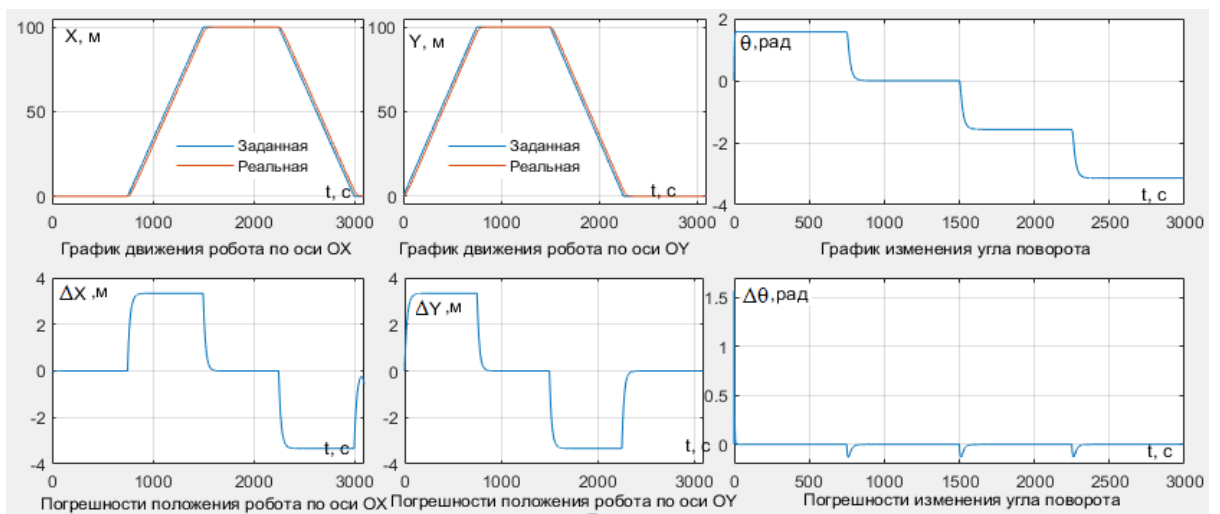 100
50
0
X, м
Заданная
Реальная
t, с
0
1000
2000
3000
График движения робота по оси OX
100
50
0
Y, м
Заданная
Реальная
t, с
0
1000
2000
3000
График движения робота по оси OY
2
0
-2
-4
θ,рад
t, с
0
500
1000
1500
2000
2500
3000
График изменения угла поворота
4
2
0
-2
-4
ΔX ,м
t, с
0
1000
2000
3000
Погрешности положения робота по оси OX
4
2
0
-2
-4
ΔY ,м
t, с
0
1000
2000
3000
Погрешности положения робота по оси OY
1.5
1
0.5
0
Δθ,рад
t, с
0
500
1000
1500
2000
2500
3000
Погрешности изменения угла поворота